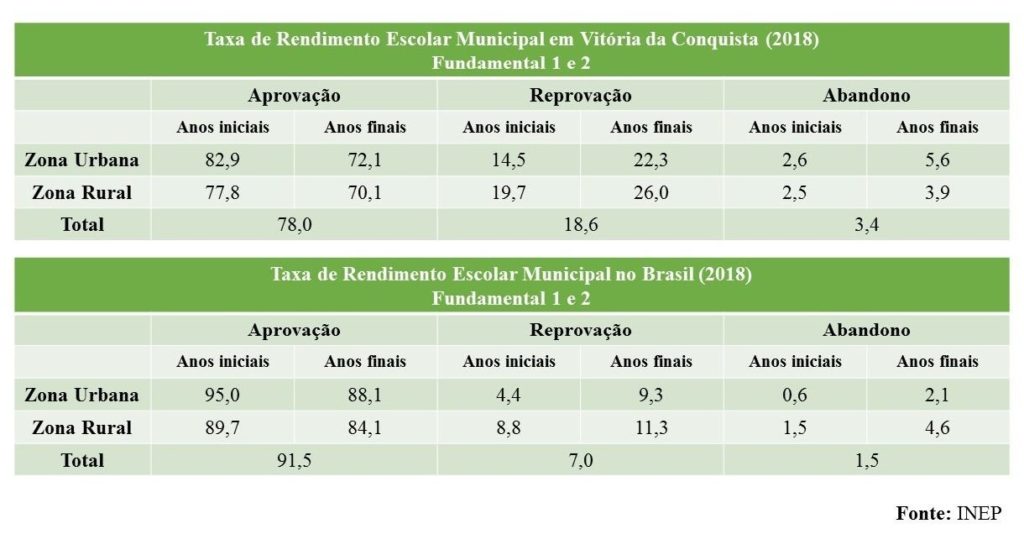 Taxa de Rendimento Escolar Municipal em Vitória da Conquista (2018)
Fundamental 1 e 2
Aprovação Reprovação Abandono
Anos iniciais Anos finais Anos iniciais Anos finais Anos iniciais Anos finais
Zona Urbana 82,9 72,1 14,5 22,3 2,6 5,6
Zona Rural 77,8 70,1 19,7 26,0 2,5 3,9
Total 78,0 18,6 3,4
Taxa de Rendimento Escolar Municipal no Brasil (2018)
Fundamental 1 e 2
Aprovação Reprovação Abandono
Anos iniciais Anos finais Anos iniciais Anos finais Anos iniciais Anos finais
Zona Urbana 95,0 88,1 4,4 9,3 0,6 2,1
Zona Rural 89,7 84,1 8,8 11,3 1,5 4,6
Total 91,5 7,0 1,5
Fonte: INEP